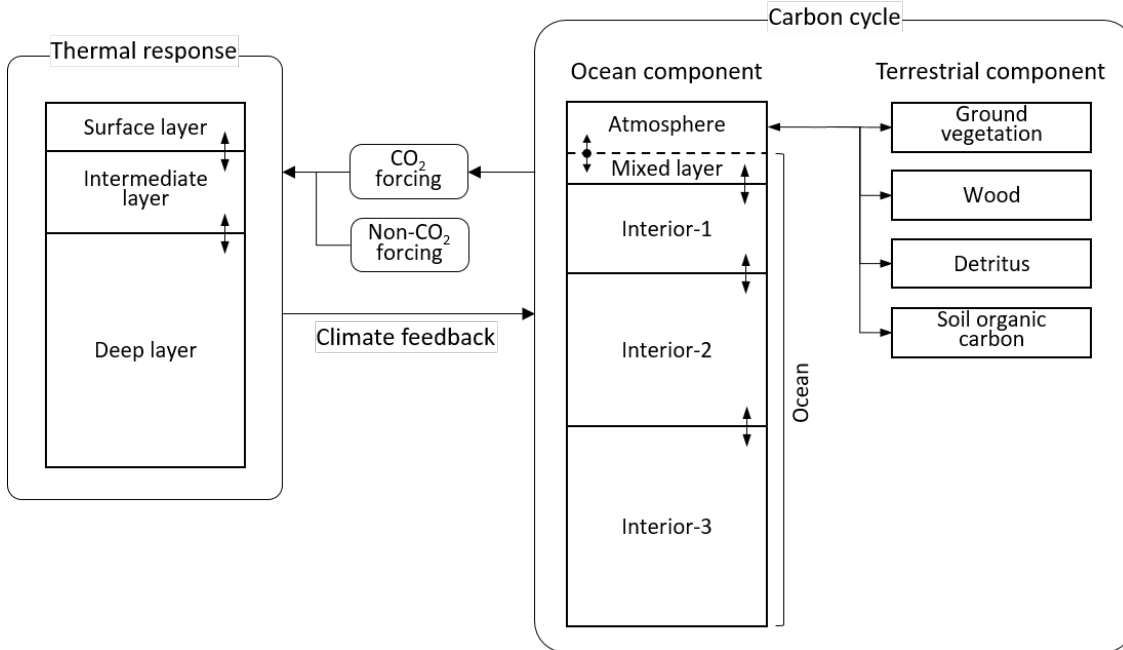 Thermal response
Surface layer
Intermediate
layer
Deep layer
CO₂
forcing
Non-CO₂
forcing
Climate feedback
Carbon cycle
Ocean component
Atmosphere
Mixed layer
Interior-1
Interior-2
Interior-3
Ocean
Terrestrial component
Ground
vegetation
Wood
Detritus
Soil organic
carbon